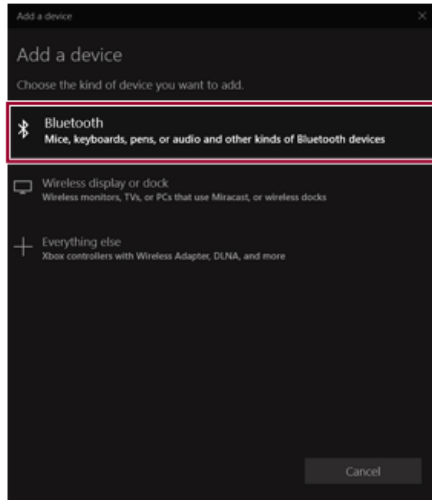 Add a device
Add a device
Choose the kind of device you want to add.
Bluetooth
Mice, keyboards, pens, or audio and other kinds of Bluetooth devices
Wireless display or dock
Wireless monitors, TVs, or PCs that use Miracast, or wireless docks
Everything else
Xbox controllers with Wireless Adapter, DLNA, and more
Cancel